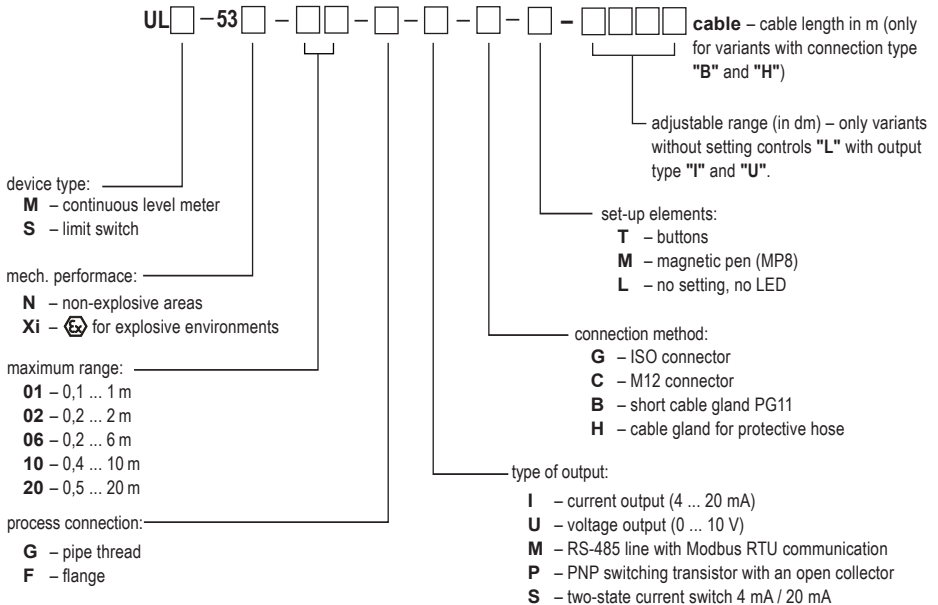 UL□ – 53□ – □□ – □ – □ – □ – □ – □□□□ cable – cable length in m (only
for variants with connection type
"B" and "H")
adjustable range (in dm) – only variants
without setting controls "L" with output
type "I" and "U".
device type:
M – continuous level meter
S – limit switch
mech. performace:
N – non-explosive areas
Xi – Ex for explosive environments
maximum range:
01 – 0,1 ... 1 m
02 – 0,2 ... 2 m
06 – 0,2 ... 6 m
10 – 0,4 ... 10 m
20 – 0,5 ... 20 m
process connection:
G – pipe thread
F – flange
set-up elements:
T – buttons
M – magnetic pen (MP8)
L – no setting, no LED
connection method:
G – ISO connector
C – M12 connector
B – short cable gland PG11
H – cable gland for protective hose
type of output:
I – current output (4 ... 20 mA)
U – voltage output (0 ... 10 V)
M – RS-485 line with Modbus RTU communication
P – PNP switching transistor with an open collector
S – two-state current switch 4 mA / 20 mA